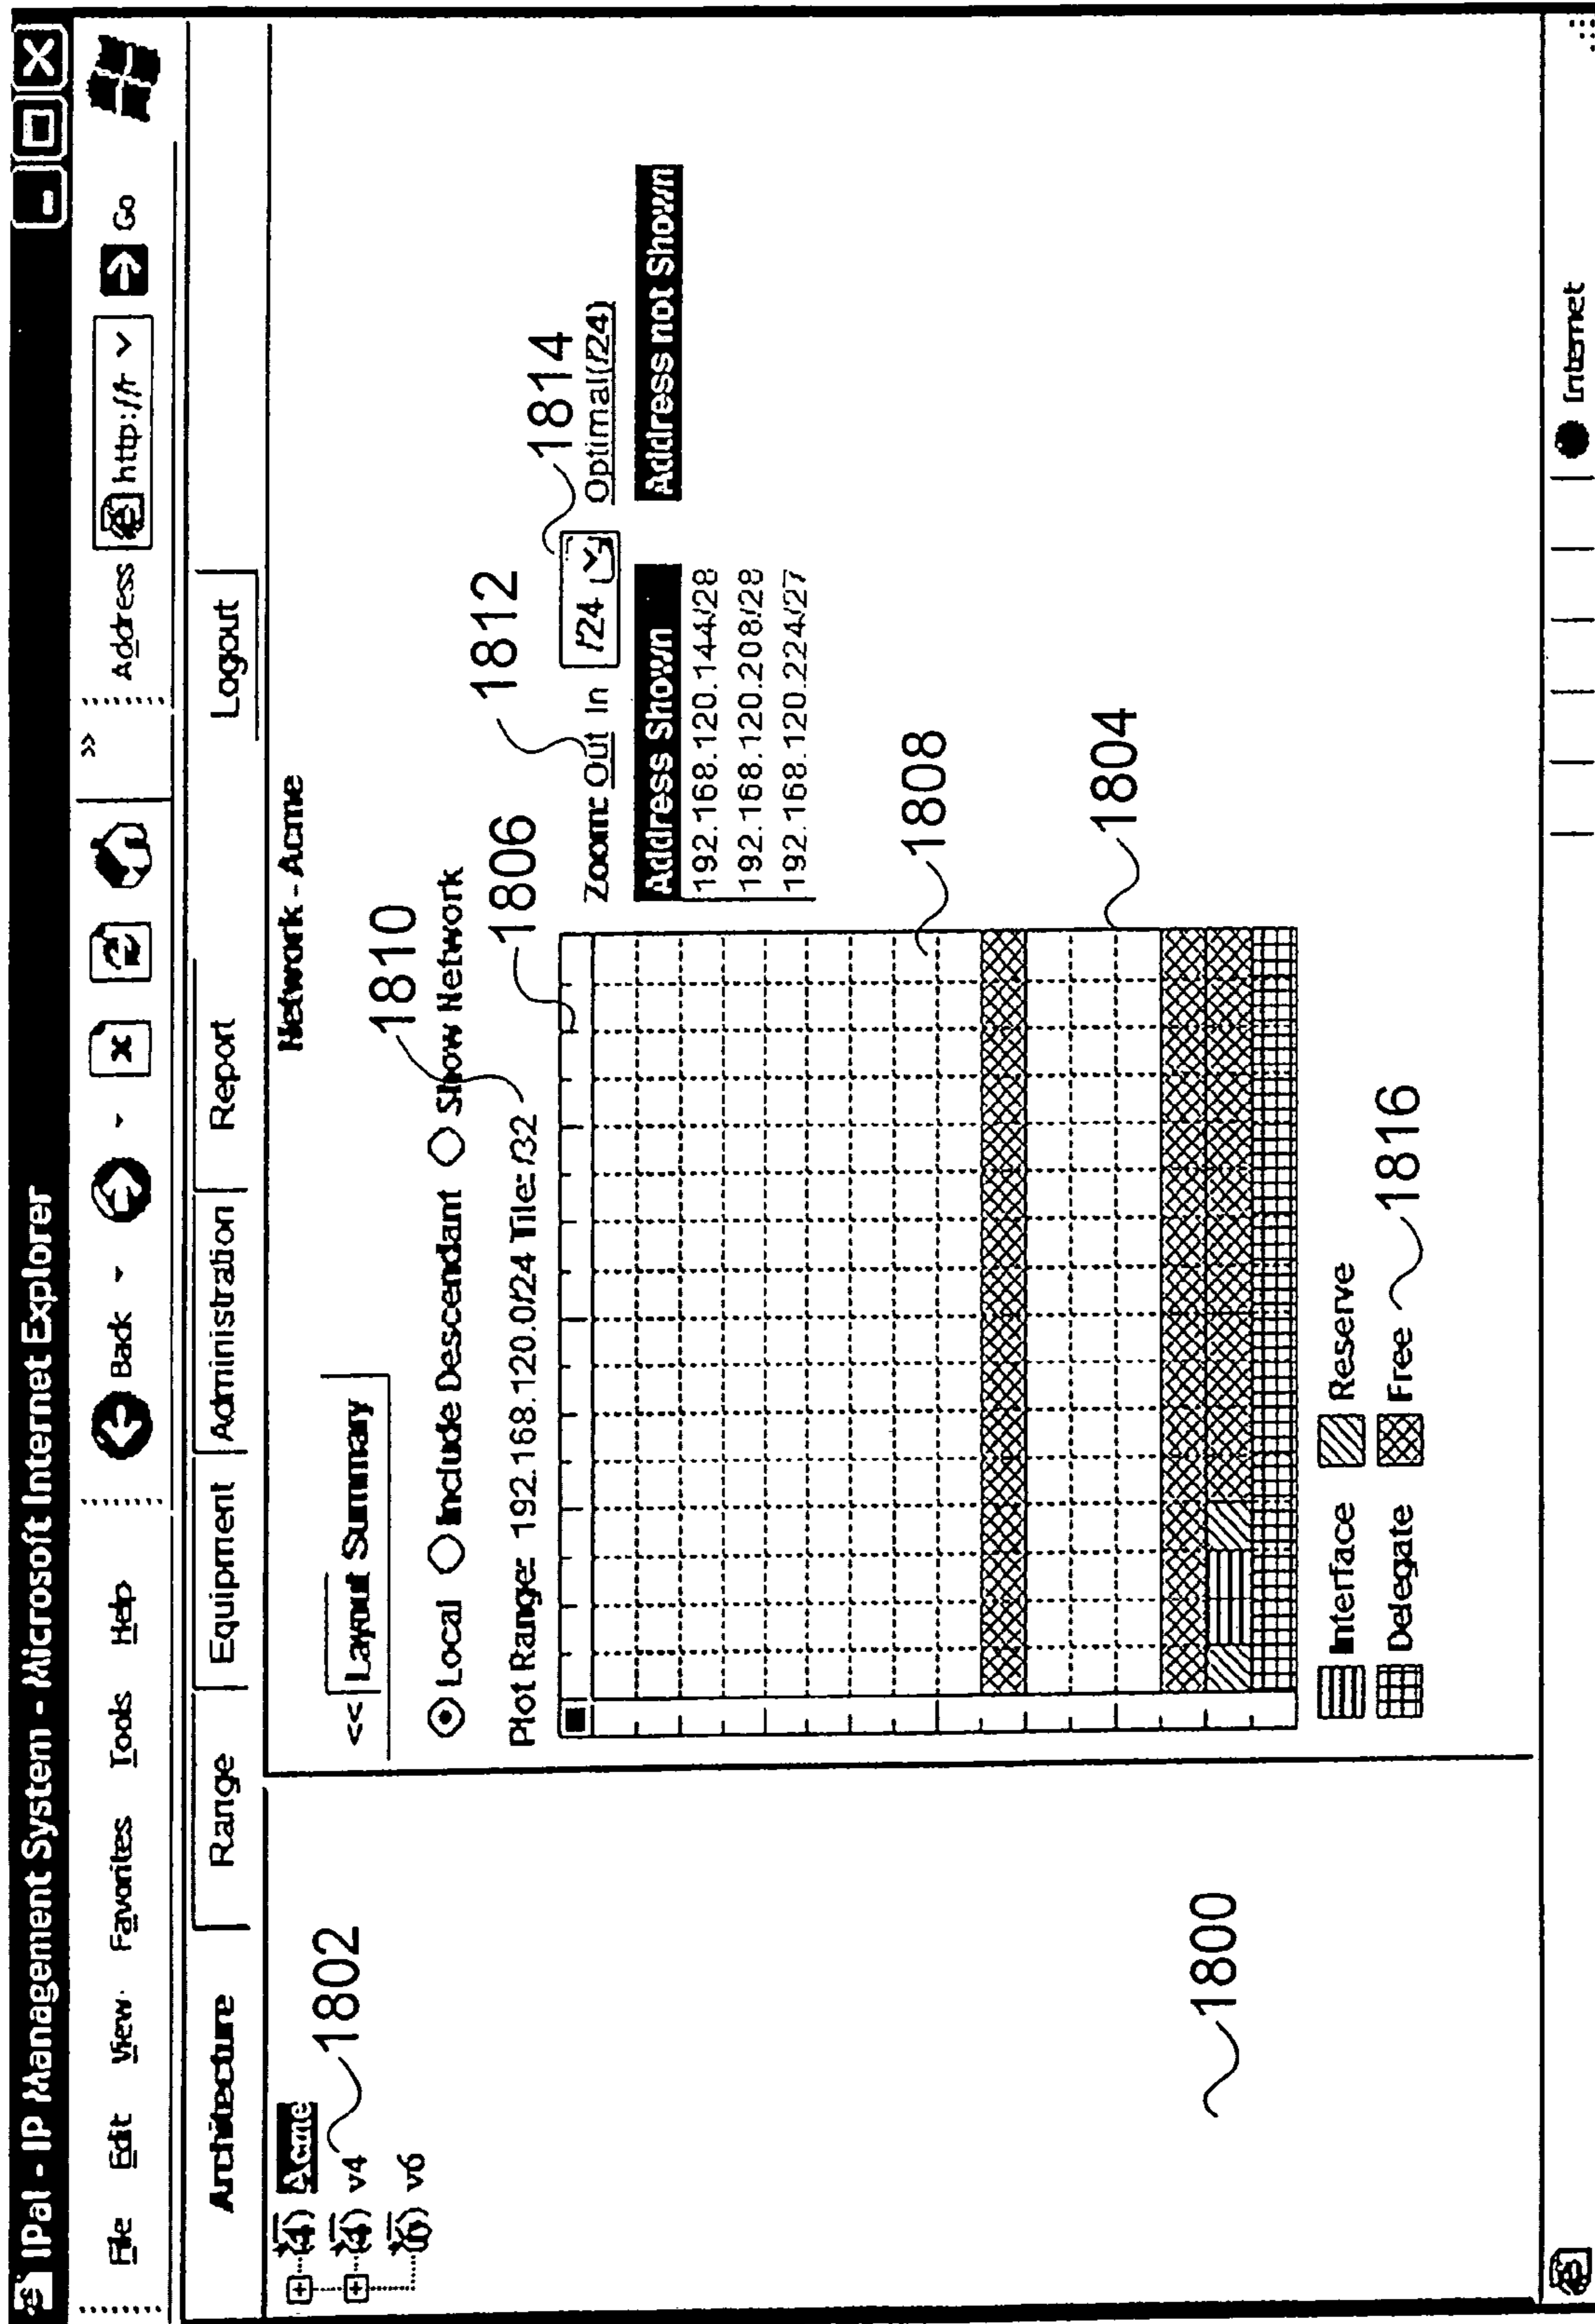 IPal - IP Management System - Microsoft Internet Explorer
File Edit View Favorites Tools Help Back » Address http://r Go
Architecture Range Equipment Administration Report Logout
(4) Acme
(4) v4
(6) v6
1802
1800
Network - Acme
<< Layout Summary
1810
Local Include Descendant Show Network
1806
Plot Range: 192.168.120.0/24 Tile: /32
1812
1814
Zoom: Out In /24 Optimal(/24)
Address Shown Address not Shown
192.168.120.144/28
192.168.120.208/28
192.168.120.224/27
1808
1804
Interface Reserve
Delegate Free
1816
Internet